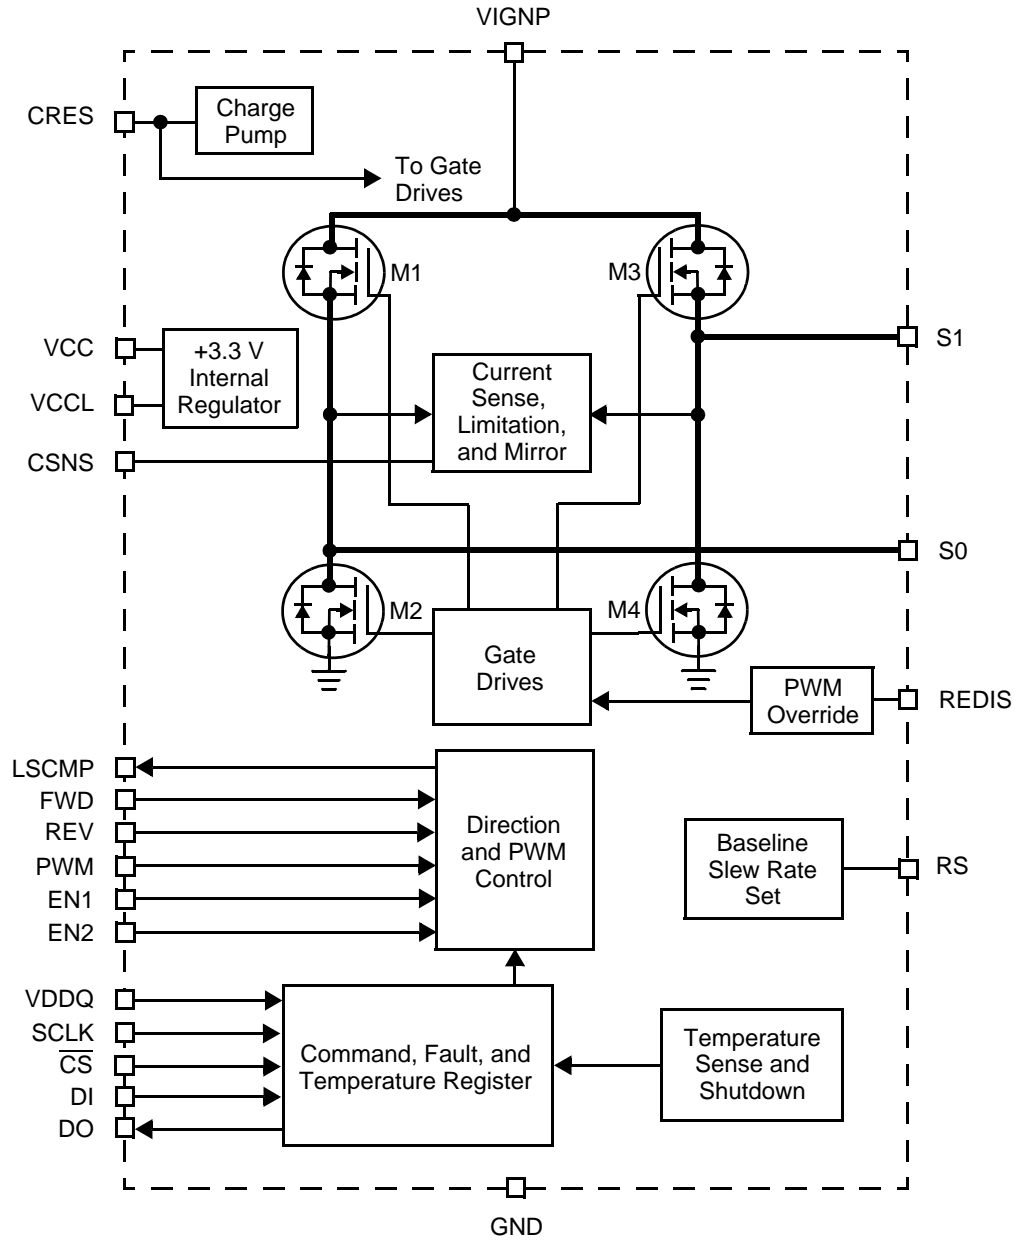 VIGNP
CRES
Charge
Pump
To Gate
Drives
M1
M3
VCC
VCCL
+3.3 V
Internal
Regulator
S1
Current
Sense,
Limitation,
and Mirror
CSNS
S0
M2
M4
Gate
Drives
PWM
Override
REDIS
LSCMP
FWD
REV
PWM
EN1
EN2
Direction
and PWM
Control
Baseline
Slew Rate
Set
RS
VDDQ
SCLK
C̅S̅
DI
DO
Command, Fault, and
Temperature Register
Temperature
Sense and
Shutdown
GND